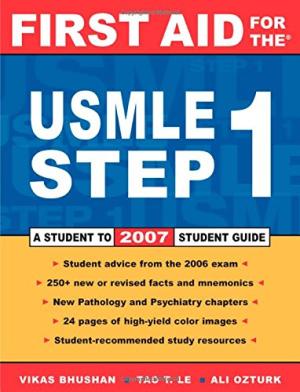 FIRST AID FOR THE®
USMLE
STEP 1
A STUDENT TO 2007 STUDENT GUIDE
► Student advice from the 2006 exam ◄
► 250+ new or revised facts and mnemonics ◄
► New Pathology and Psychiatry chapters ◄
► 24 pages of high-yield color images ◄
► Student-recommended study resources ◄
VIKAS BHUSHAN • TAO LE • ALI OZTURK